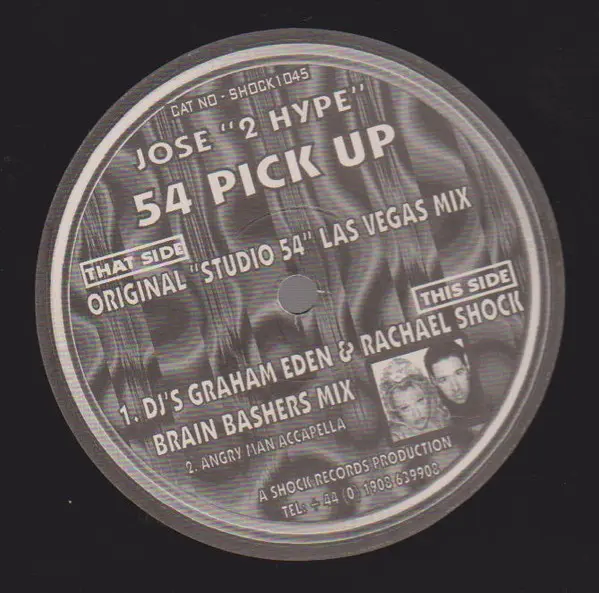 CAT NO - SHOCK1045
JOSE "2 HYPE"
54 PICK UP
THAT SIDE
ORIGINAL "STUDIO 54" LAS VEGAS MIX
THIS SIDE
1. DJ'S GRAHAM EDEN & RACHAEL SHOCK
BRAIN BASHERS MIX
2. ANGRY MAN ACCAPELLA
A SHOCK RECORDS PRODUCTION
TEL: + 44 (0) 1908 639908